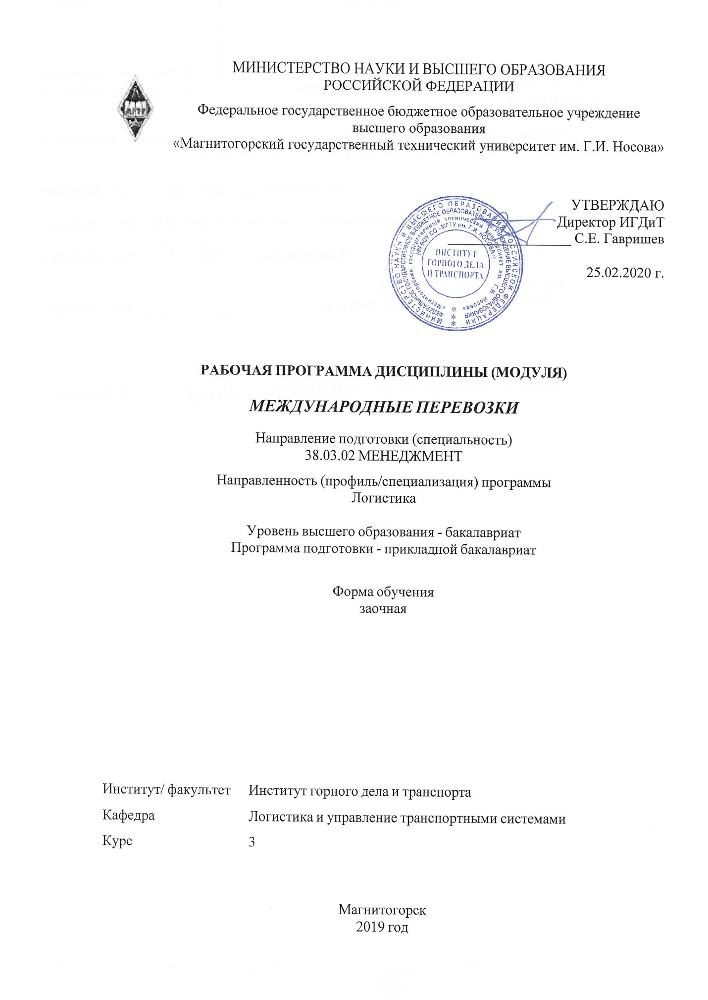 МИНИСТЕРСТВО НАУКИ И ВЫСШЕГО ОБРАЗОВАНИЯ
РОССИЙСКОЙ ФЕДЕРАЦИИ
МГТУ
Федеральное государственное бюджетное образовательное учреждение
высшего образования
«Магнитогорский государственный технический университет им. Г.И. Носова»
УТВЕРЖДАЮ
Директор ИГДиТ
С.Е. Гавришев
25.02.2020 г.
МИНИСТЕРСТВО НАУКИ И ВЫСШЕГО ОБРАЗОВАНИЯ РОССИЙСКОЙ ФЕДЕРАЦИИ
ФЕДЕРАЛЬНОЕ ГОСУДАРСТВЕННОЕ БЮДЖЕТНОЕ ОБРАЗОВАТЕЛЬНОЕ УЧРЕЖДЕНИЕ ВЫСШЕГО ОБРАЗОВАНИЯ
«Магнитогорский государственный технический университет им. Г.И. Носова»
(ФГБОУ ВО «МГТУ им. Г.И. НОСОВА»)
ИНСТИТУТ
ГОРНОГО ДЕЛА
И ТРАНСПОРТА
РАБОЧАЯ ПРОГРАММА ДИСЦИПЛИНЫ (МОДУЛЯ)
МЕЖДУНАРОДНЫЕ ПЕРЕВОЗКИ
Направление подготовки (специальность)
38.03.02 МЕНЕДЖМЕНТ
Направленность (профиль/специализация) программы
Логистика
Уровень высшего образования - бакалавриат
Программа подготовки - прикладной бакалавриат
Форма обучения
заочная
Институт/ факультет Институт горного дела и транспорта
Кафедра Логистика и управление транспортными системами
Курс 3
Магнитогорск
2019 год